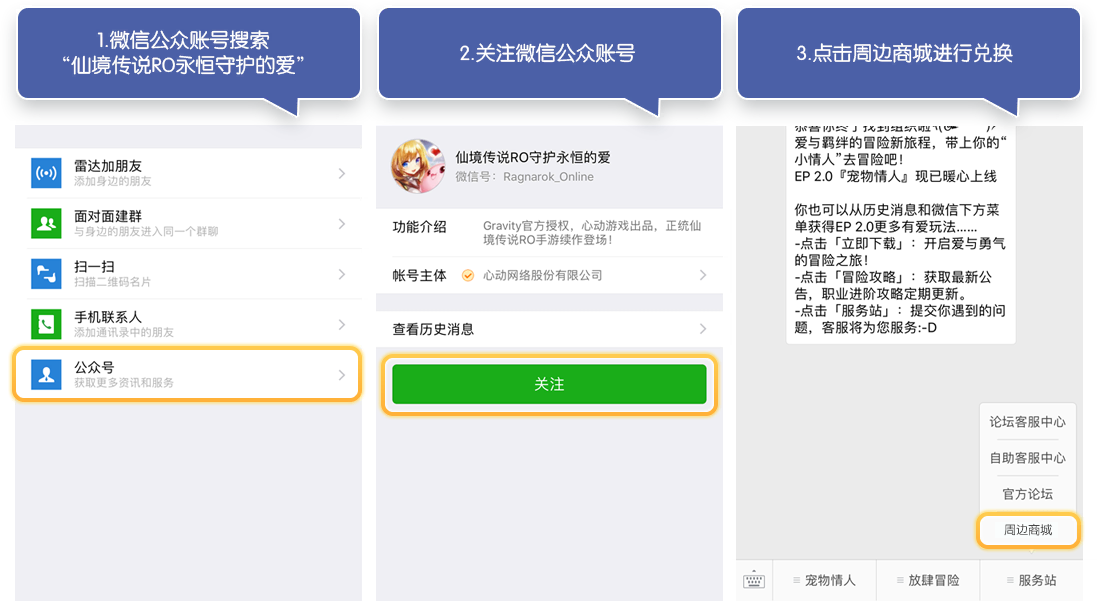 1.微信公众账号搜索
“仙境传说RO永恒守护的爱”
2.关注微信公众账号
3.点击周边商城进行兑换
雷达加朋友
添加身边的朋友
面对面建群
与身边的朋友进入同一个群聊
扫一扫
扫描二维码名片
手机联系人
添加通讯录中的朋友
公众号
获取更多资讯和服务
仙境传说RO守护永恒的爱
微信号: Ragnarok_Online
功能介绍
Gravity官方授权，心动游戏出品，正统仙
境传说RO手游续作登场！
帐号主体
心动网络股份有限公司
查看历史消息
关注
恭喜你终于找到组织啦
爱与羁绊的冒险新旅程，带上你的“
小情人”去冒险吧！
EP 2.0『宠物情人』现已暖心上线
你也可以从历史消息和微信下方菜
单获得EP 2.0更多有爱玩法......
-点击「立即下载」：开启爱与勇气
的冒险之旅！
-点击「冒险攻略」：获取最新公
告，职业进阶攻略定期更新。
-点击「服务站」：提交你遇到的问
题，客服将为您服务:-D
论坛客服中心
自助客服中心
官方论坛
周边商城
宠物情人
放肆冒险
服务站